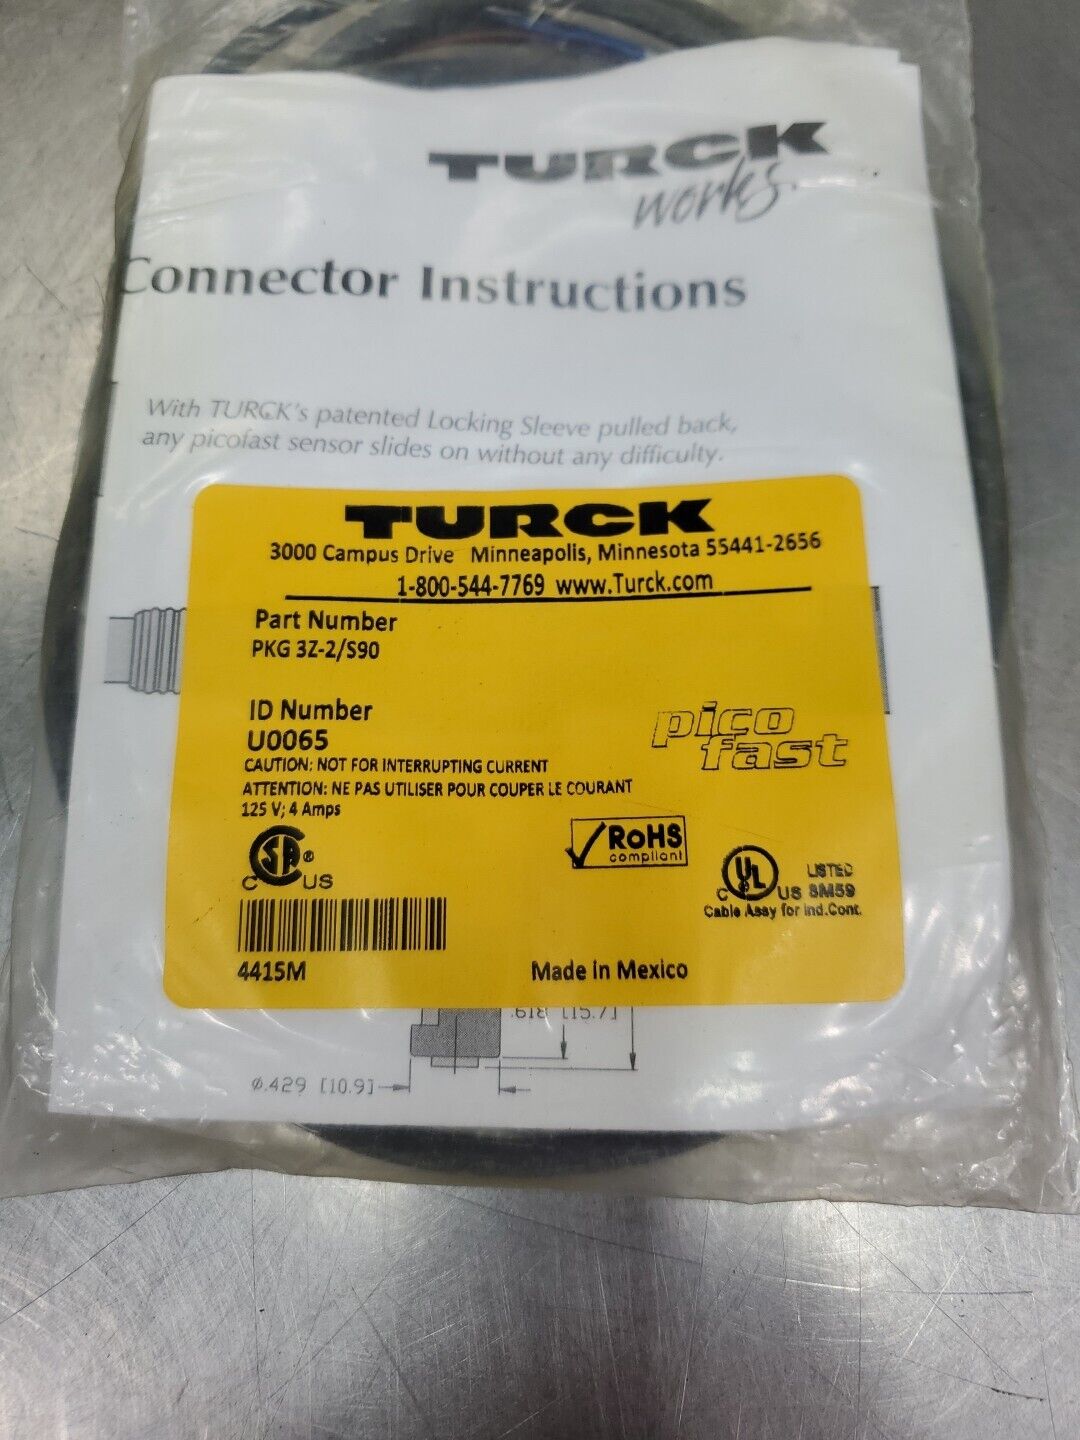 TURCK
works
Connector Instructions
With TURCK's patented Locking Sleeve pulled back,
any picofast sensor slides on without any difficulty.
TURCK
3000 Campus Drive Minneapolis, Minnesota 55441-2656
1-800-544-7769 www.Turck.com
Part Number
PKG 3Z-2/S90
ID Number
U0065
pico
fast
CAUTION: NOT FOR INTERRUPTING CURRENT
ATTENTION: NE PAS UTILISER POUR COUPER LE COURANT
125 V; 4 Amps
SA ®
C US
RoHS
compliant
UL
C US LISTED
8M59
Cable Assy for Ind.Cont.
4415M
Made in Mexico
.618 [15.7]
Ø.429 [10.9]